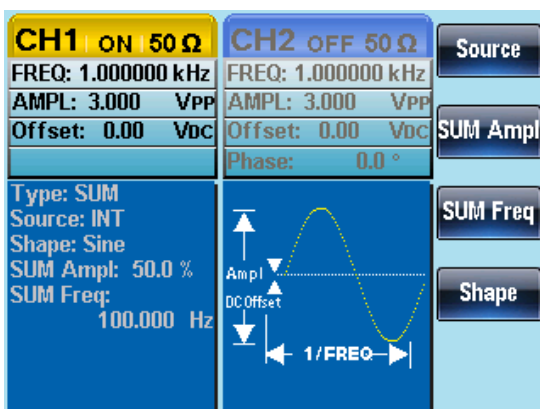 CH1 ON 50 Ω
FREQ: 1.000000 kHz
AMPL: 3.000 VPP
Offset: 0.00 VDC
CH2 OFF 50 Ω
FREQ: 1.000000 kHz
AMPL: 3.000 VPP
Offset: 0.00 VDC
Phase: 0.0 °
Type: SUM
Source: INT
Shape: Sine
SUM Ampl: 50.0 %
SUM Freq:
100.000 Hz
Ampl
DC Offset
1/FREQ
Source
SUM Ampl
SUM Freq
Shape